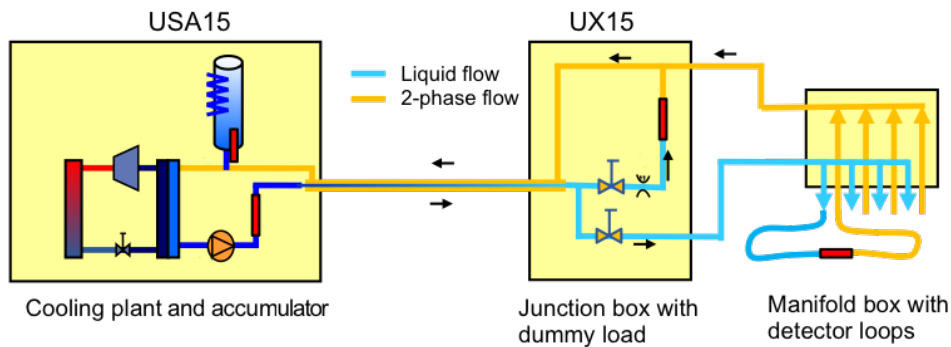 USA15
UX15
Liquid flow
2-phase flow
Cooling plant and accumulator
Junction box with
dummy load
Manifold box with
detector loops